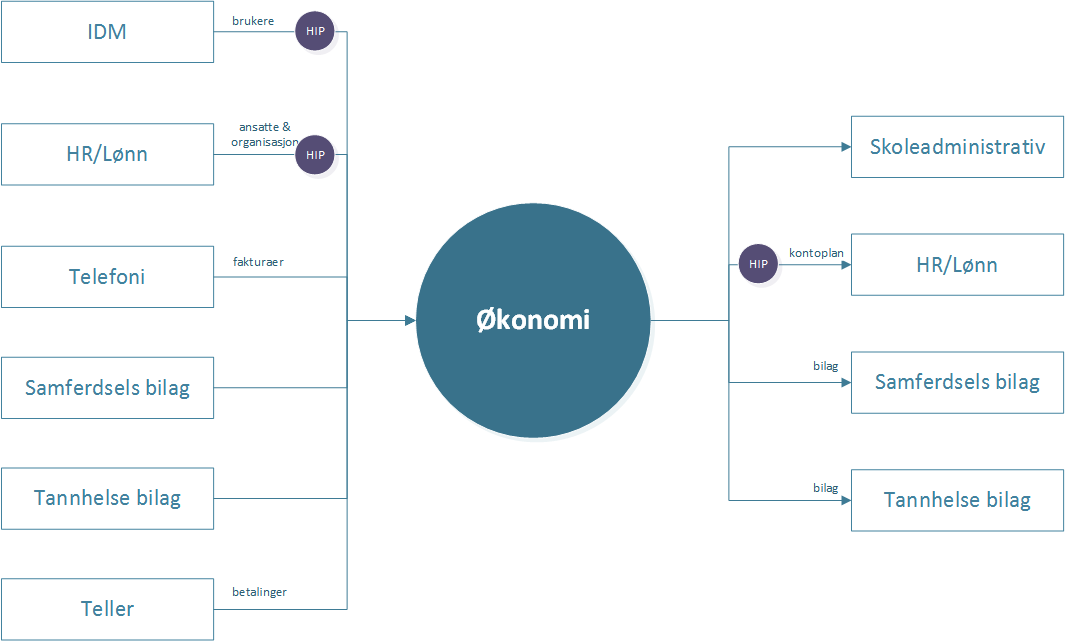 IDM
brukere
HIP
HR/Lønn
ansatte &
organisasjon
HIP
Telefoni
fakturaer
Samferdsels bilag
Tannhelse bilag
Teller
betalinger
Økonomi
Skoleadministrativ
HIP
kontoplan
HR/Lønn
bilag
Samferdsels bilag
bilag
Tannhelse bilag